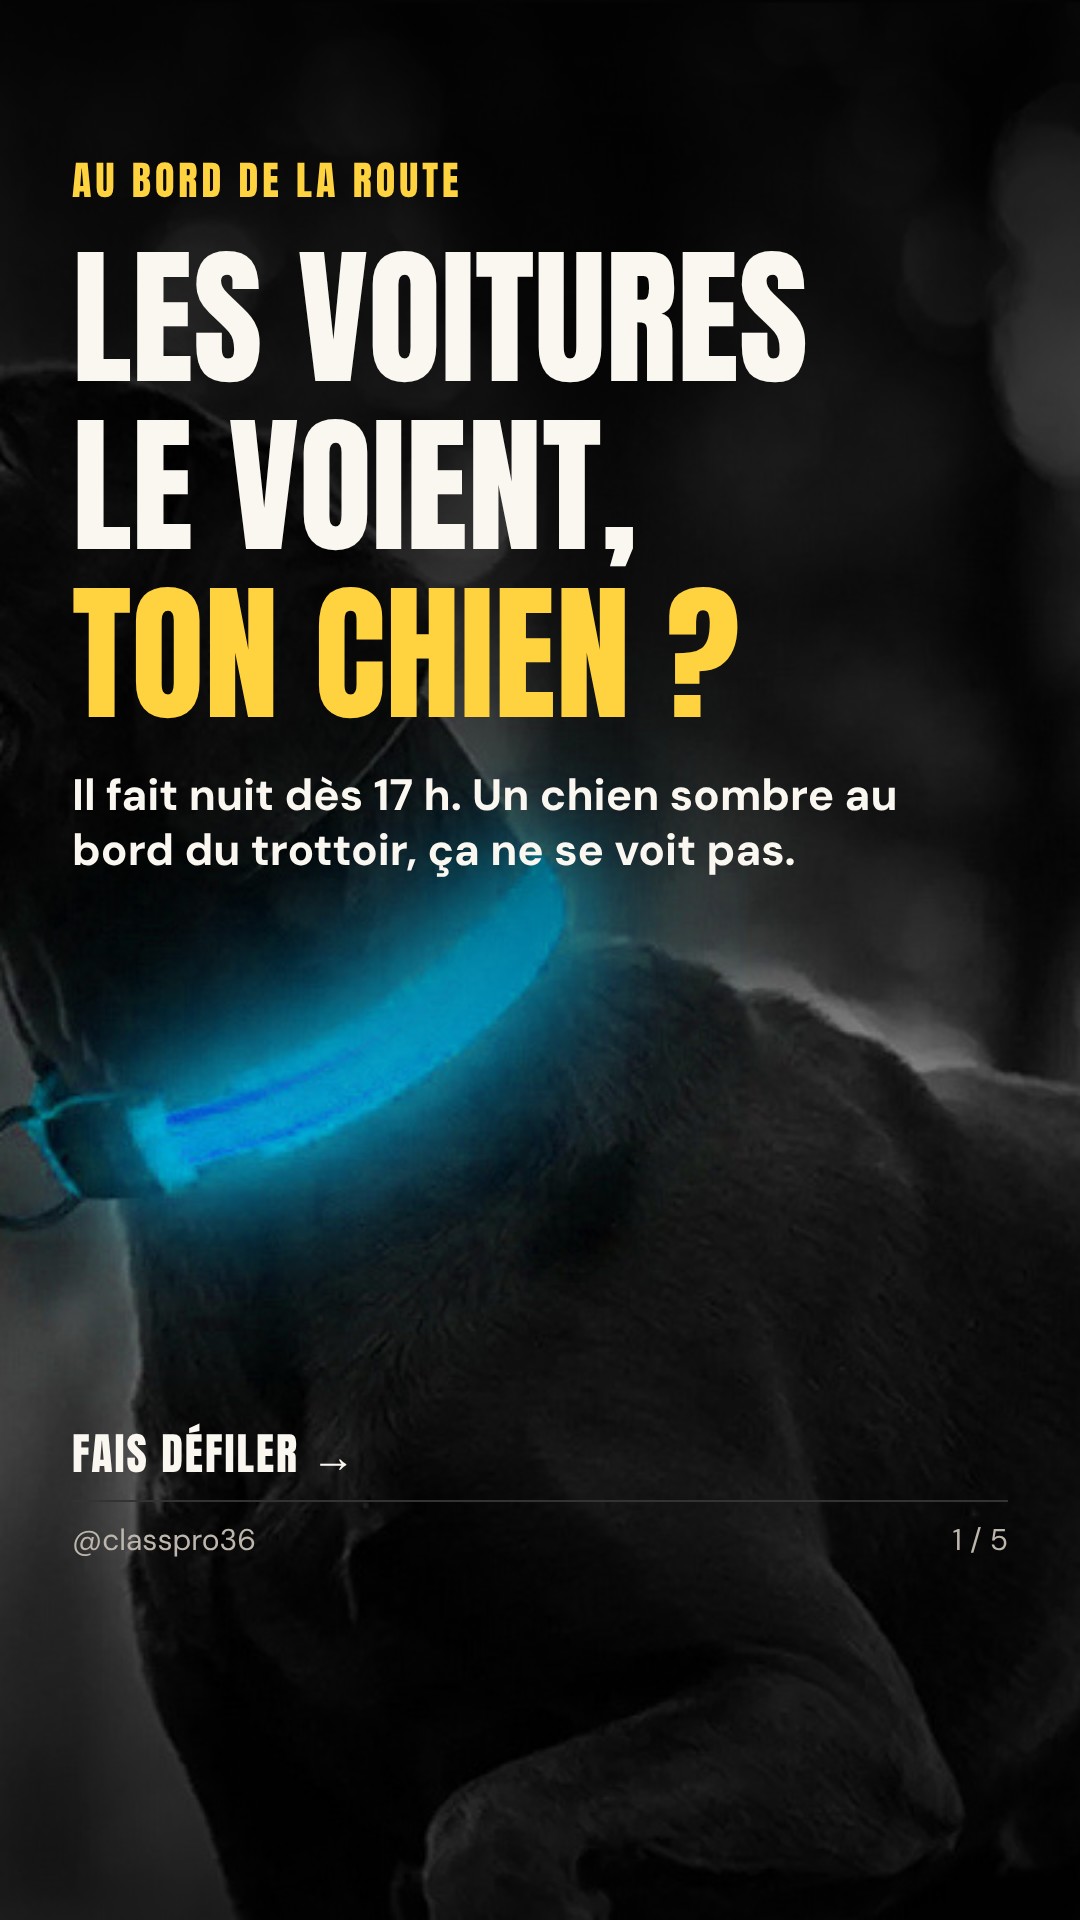 AU BORD DE LA ROUTE
LES VOITURES
LE VOIENT,
TON CHIEN ?
Il fait nuit dès 17 h. Un chien sombre au
bord du trottoir, ça ne se voit pas.
FAIS DÉFILER →
@classpro36
1 / 5